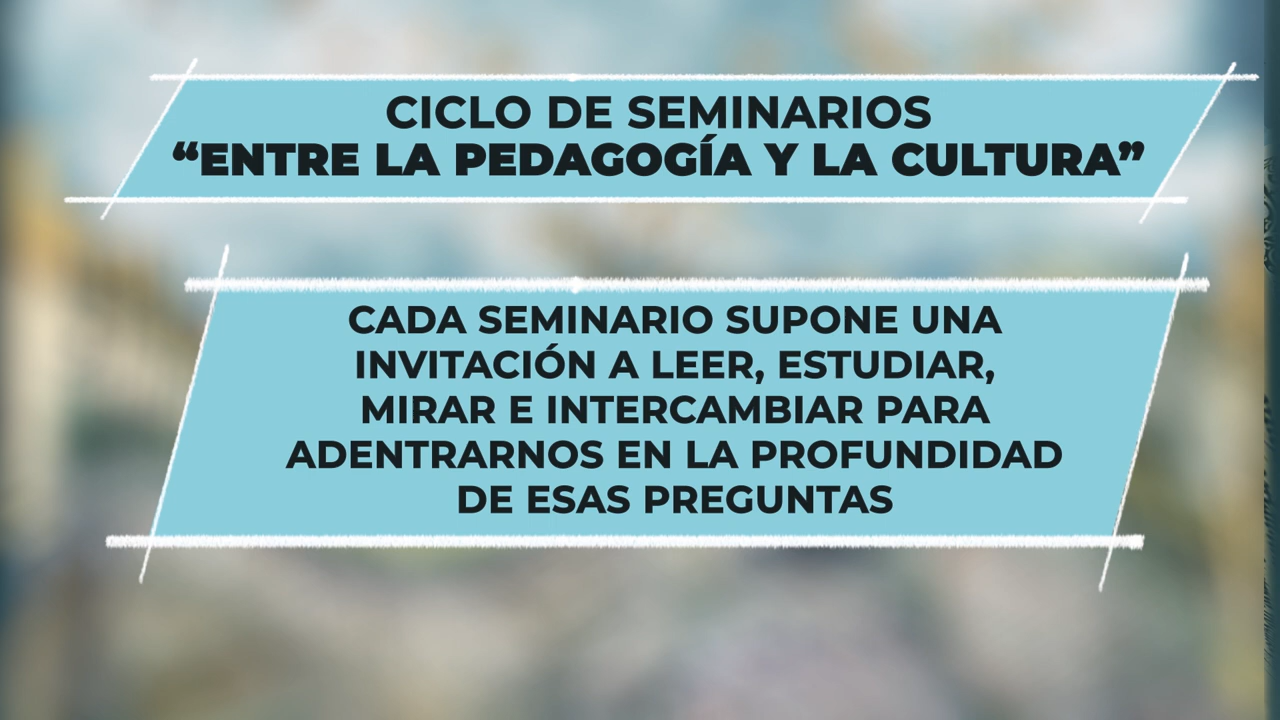 CICLO DE SEMINARIOS
“ENTRE LA PEDAGOGÍA Y LA CULTURA”
CADA SEMINARIO SUPONE UNA
INVITACIÓN A LEER, ESTUDIAR,
MIRAR E INTERCAMBIAR PARA
ADENTRARNOS EN LA PROFUNDIDAD
DE ESAS PREGUNTAS